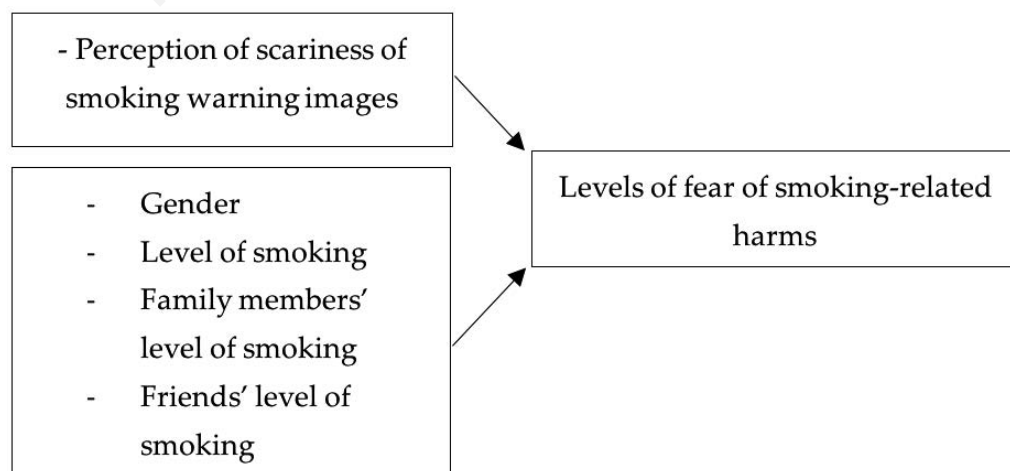 - Perception of scariness of
smoking warning images
- Gender
- Level of smoking
- Family members’
level of smoking
- Friends’ level of
smoking
Levels of fear of smoking-related
harms